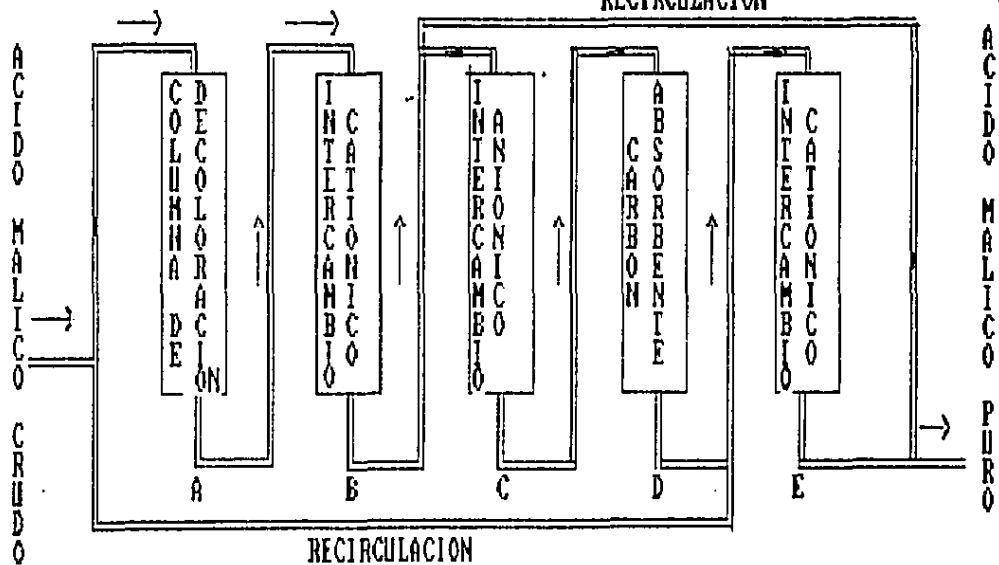 RECIRCULACION
ACIDO MALICO CRUDO
COLUMNA DE
DECOLORACION
INTERCAMBIO
CATIONICO
INTERCAMBIO
ANIONICO
CARBON
ABSORBENTE
INTERCAMBIO
CATIONICO
ACIDO MALICO PURO
A
B
C
D
E
RECIRCULACION